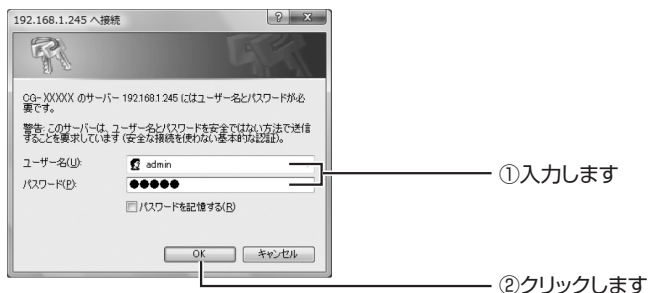 192.168.1.245 へ接続
CG-XXXXX のサーバー 192.168.1.245 にはユーザー名とパスワードが必
要です。
警告: このサーバーは、ユーザー名とパスワードを安全ではない方法で送信
することを要求しています (安全な接続を使わない基本的な認証)。
ユーザー名(U):
admin
パスワード(P):
●●●●●
パスワードを記憶する(R)
OK
キャンセル
①入力します
②クリックします